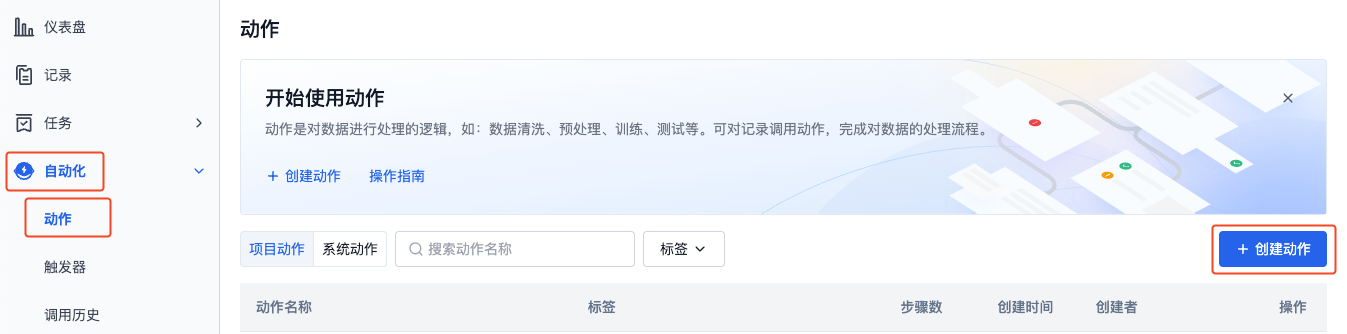 仪表盘
记录
任务
自动化
动作
触发器
调用历史
动作
开始使用动作
动作是对数据进行处理的逻辑，如：数据清洗、预处理、训练、测试等。可对记录调用动作，完成对数据的处理流程。
+ 创建动作 操作指南
项目动作 系统动作 搜索动作名称 标签 + 创建动作
动作名称 标签 步骤数 创建时间 创建者 操作